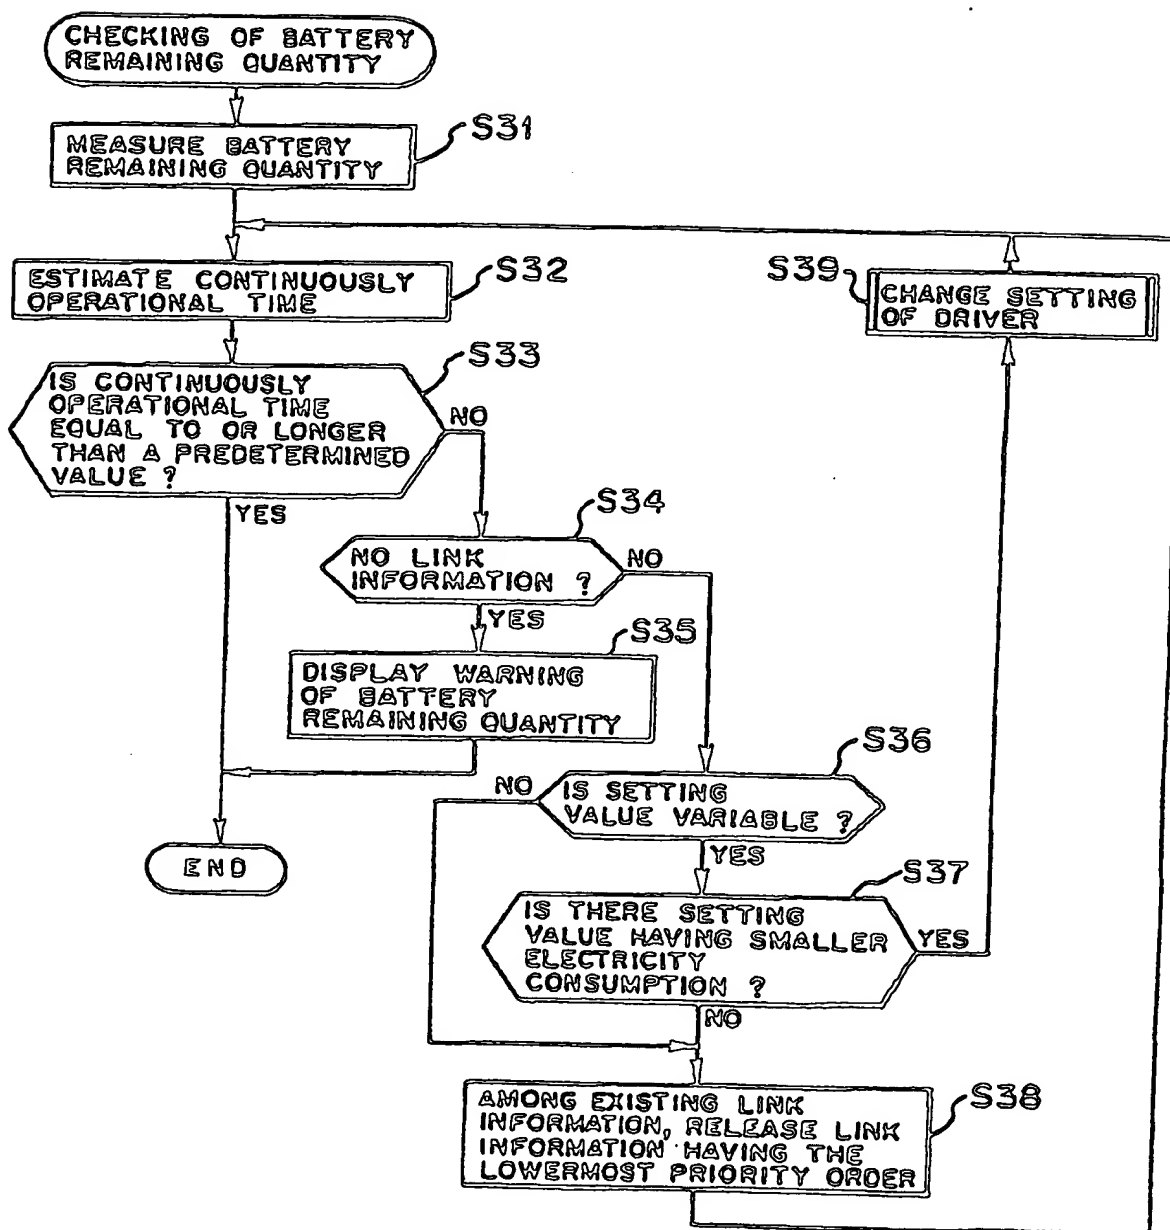 CHECKING OF BATTERY
REMAINING QUANTITY
S31
MEASURE BATTERY
REMAINING QUANTITY
S32
ESTIMATE CONTINUOUSLY
OPERATIONAL TIME
S39
CHANGE SETTING
OF DRIVER
S33
IS CONTINUOUSLY
OPERATIONAL TIME
EQUAL TO OR LONGER
THAN A PREDETERMINED
VALUE ?
NO
YES
S34
NO LINK
INFORMATION ?
NO
YES
S35
DISPLAY WARNING
OF BATTERY
REMAINING QUANTITY
S36
NO
IS SETTING
VALUE VARIABLE ?
YES
END
S37
IS THERE SETTING
VALUE HAVING SMALLER
ELECTRICITY
CONSUMPTION ?
YES
NO
S38
AMONG EXISTING LINK
INFORMATION, RELEASE LINK
INFORMATION HAVING THE
LOWERMOST PRIORITY ORDER